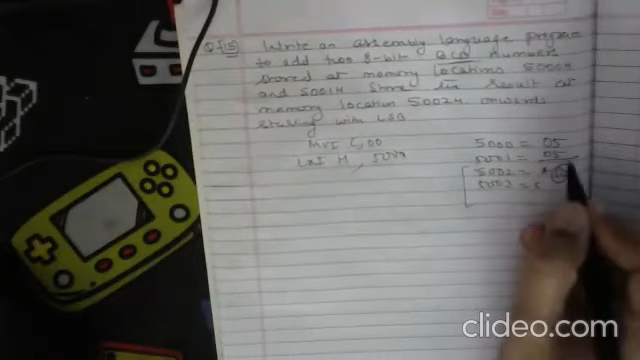 Q.(15) Write an assembly language program
to add two 8-bit BCD numbers
stored at memory locations 5000H
and 5001H Store the result at
memory location 5002H onwards
starting with LSB
MVI C, 00
LXI H, 5000
5000 = 05
5001 = 05
5002 =
5003 =
clideo.com